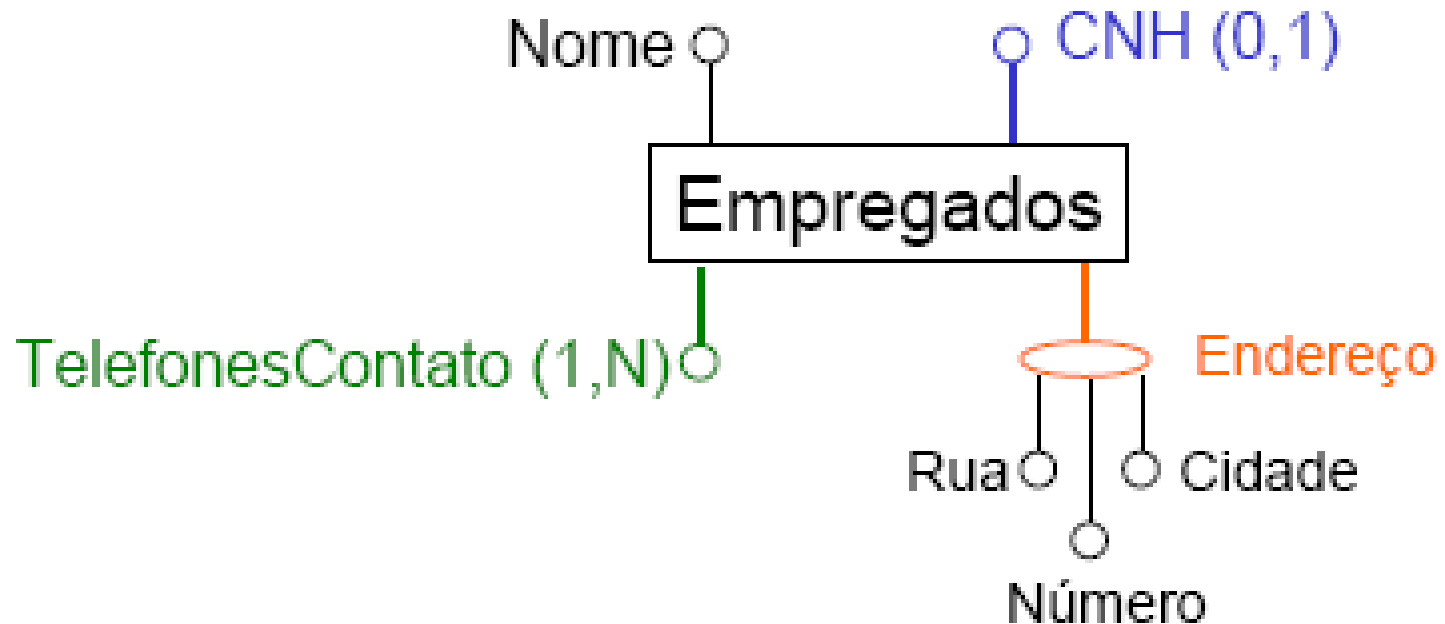 Nome
CNH (0,1)
Empregados
TelefonesContato (1,N)
Endereço
Rua
Cidade
Número